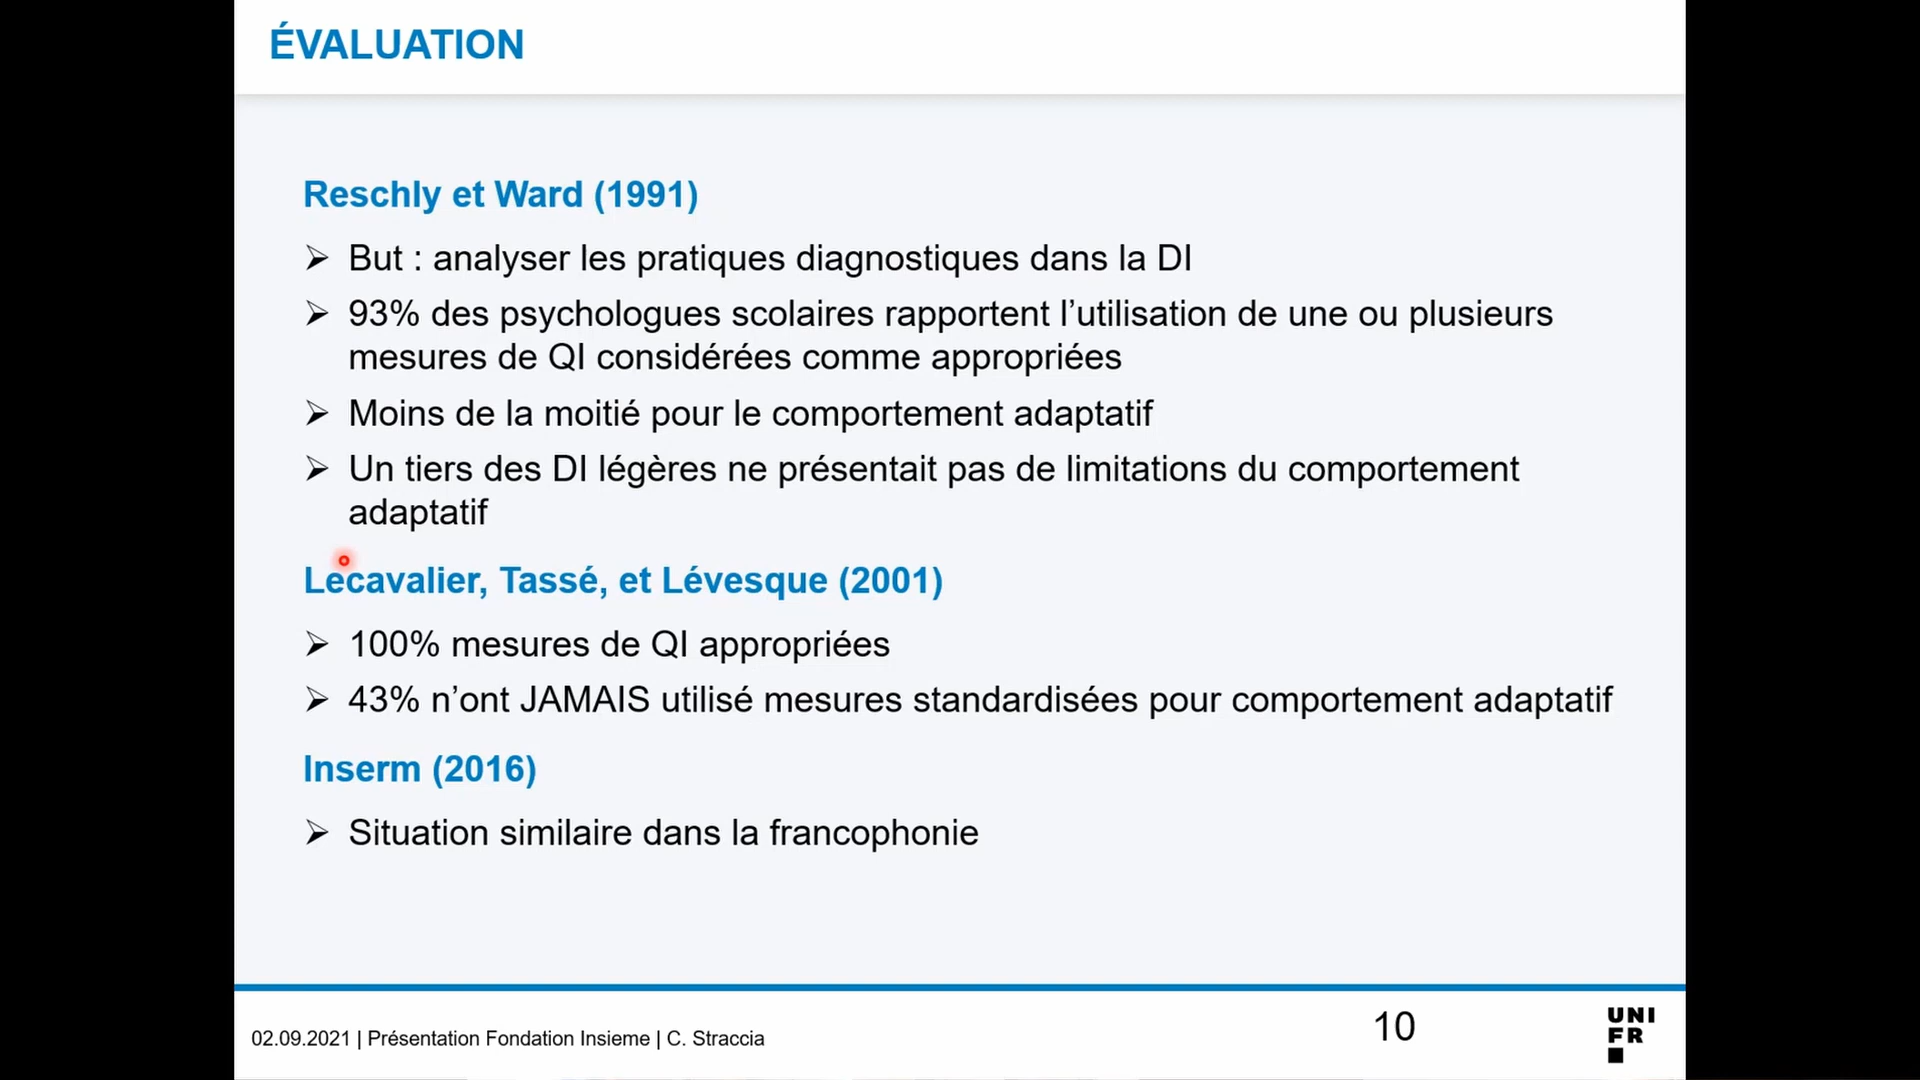 ÉVALUATION
Reschly et Ward (1991)
➢ But : analyser les pratiques diagnostiques dans la DI
➢ 93% des psychologues scolaires rapportent l’utilisation de une ou plusieurs
mesures de QI considérées comme appropriées
➢ Moins de la moitié pour le comportement adaptatif
➢ Un tiers des DI légères ne présentait pas de limitations du comportement
adaptatif
Lecavalier, Tassé, et Lévesque (2001)
➢ 100% mesures de QI appropriées
➢ 43% n’ont JAMAIS utilisé mesures standardisées pour comportement adaptatif
Inserm (2016)
➢ Situation similaire dans la francophonie
02.09.2021 | Présentation Fondation Insieme | C. Straccia
10
UNI
FR